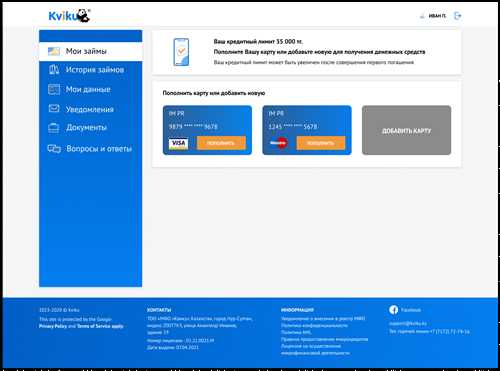 Kviku
ИВАН П.
Мои займы
История займов
Мои данные
Уведомления
Документы
Вопросы и ответы
Ваш кредитный лимит 35 000 тг.
Пополните Вашу карту или добавьте новую для получения денежных средств
Ваш кредитный лимит может быть увеличен после совершения первого погашения
Пополнить карту или добавить новую
IM PR
9879 **** **** 9678
VISA
ПОПОЛНИТЬ
IM PR
1245 **** **** 5678
Maestro
ПОПОЛНИТЬ
ДОБАВИТЬ КАРТУ
2013-2020 © Kviku
This site is protected by the Google
Privacy Policy and Terms of Service apply.
КОНТАКТЫ
ТОО «МФО «Квику» Казахстан, город Нур-Султан,
индекс Z00T7K3, улица Акмешiт Иманов,
здание 19
Номер лицензии : 01.21.0021.M
Дата выдачи: 07.04.2021
ИНФОРМАЦИЯ
Уведомление о внесении в реестр МФО
Политика конфиденциальности
Политика AML
Правила предоставления микрокредитов
Лицензия на осуществление
микрофинансовой деятельности
Facebook
support@kviku.kz
Тел. горячей линии +7 (7172) 72-79-16